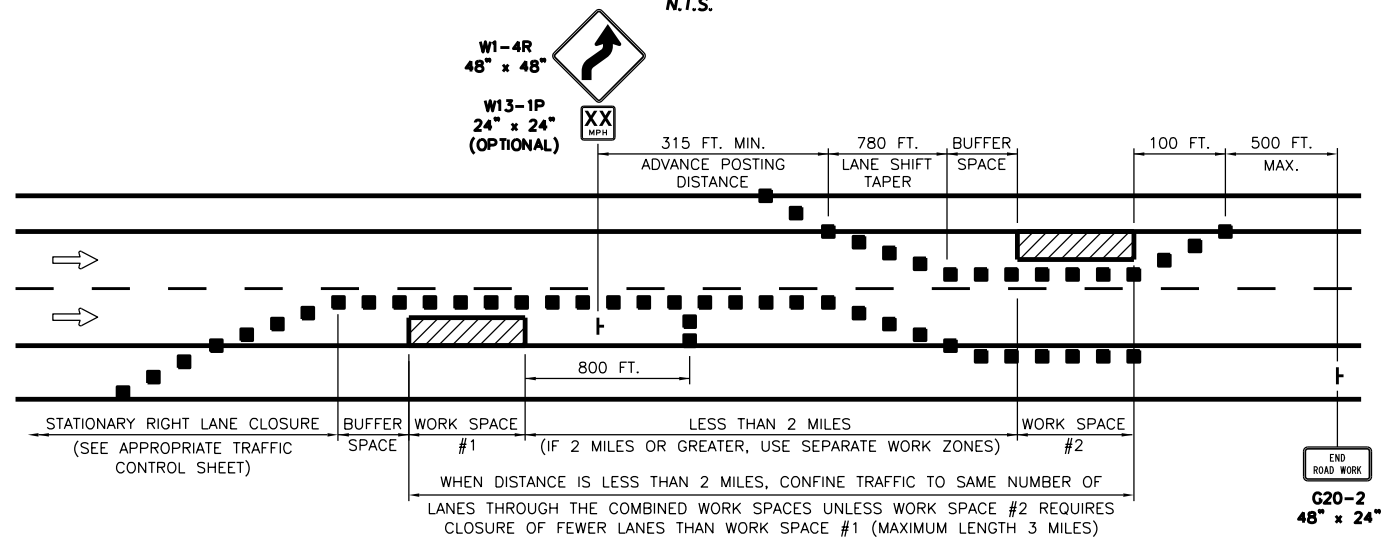 N.T.S.
W1-4R
48" x 48"
W13-1P
24" x 24"
(OPTIONAL)
XX
MPH
315 FT. MIN.
ADVANCE POSTING
DISTANCE
780 FT.
LANE SHIFT
TAPER
BUFFER
SPACE
100 FT.
500 FT.
MAX.
800 FT.
STATIONARY RIGHT LANE CLOSURE
(SEE APPROPRIATE TRAFFIC
CONTROL SHEET)
BUFFER
SPACE
WORK SPACE
#1
LESS THAN 2 MILES
(IF 2 MILES OR GREATER, USE SEPARATE WORK ZONES)
WORK SPACE
#2
WHEN DISTANCE IS LESS THAN 2 MILES, CONFINE TRAFFIC TO SAME NUMBER OF
LANES THROUGH THE COMBINED WORK SPACES UNLESS WORK SPACE #2 REQUIRES
CLOSURE OF FEWER LANES THAN WORK SPACE #1 (MAXIMUM LENGTH 3 MILES)
END
ROAD WORK
G20-2
48" x 24"